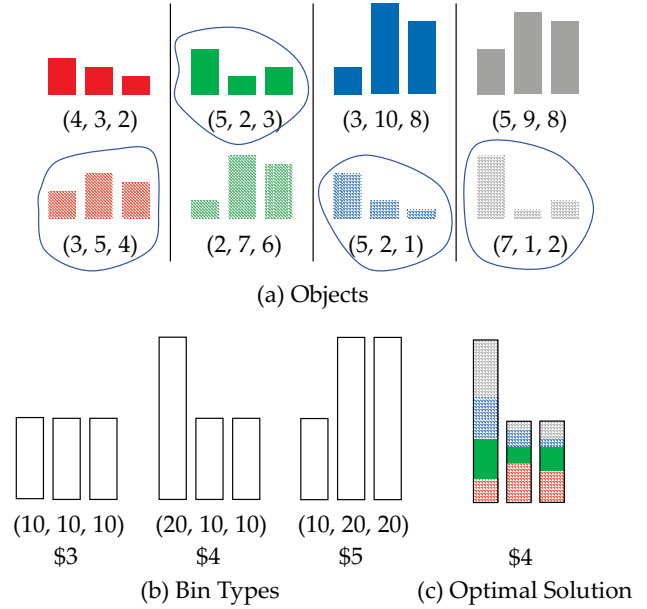 (4, 3, 2) (5, 2, 3) (3, 10, 8) (5, 9, 8)
(3, 5, 4) (2, 7, 6) (5, 2, 1) (7, 1, 2)
(a) Objects
(10, 10, 10) (20, 10, 10) (10, 20, 20)
$3 $4 $5 $4
(b) Bin Types (c) Optimal Solution